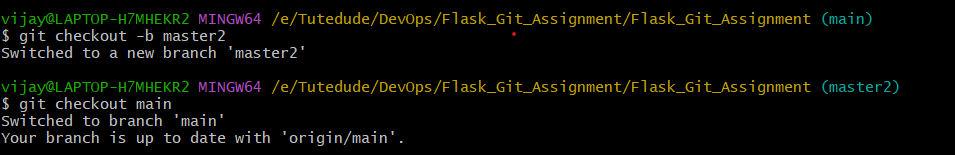 vijay@LAPTOP-H7MHEKR2 MINGW64 /e/Tutedude/DevOps/Flask_Git_Assignment/Flask_Git_Assignment (main)
$ git checkout -b master2
Switched to a new branch 'master2'
vijay@LAPTOP-H7MHEKR2 MINGW64 /e/Tutedude/DevOps/Flask_Git_Assignment/Flask_Git_Assignment (master2)
$ git checkout main
Switched to branch 'main'
Your branch is up to date with 'origin/main'.